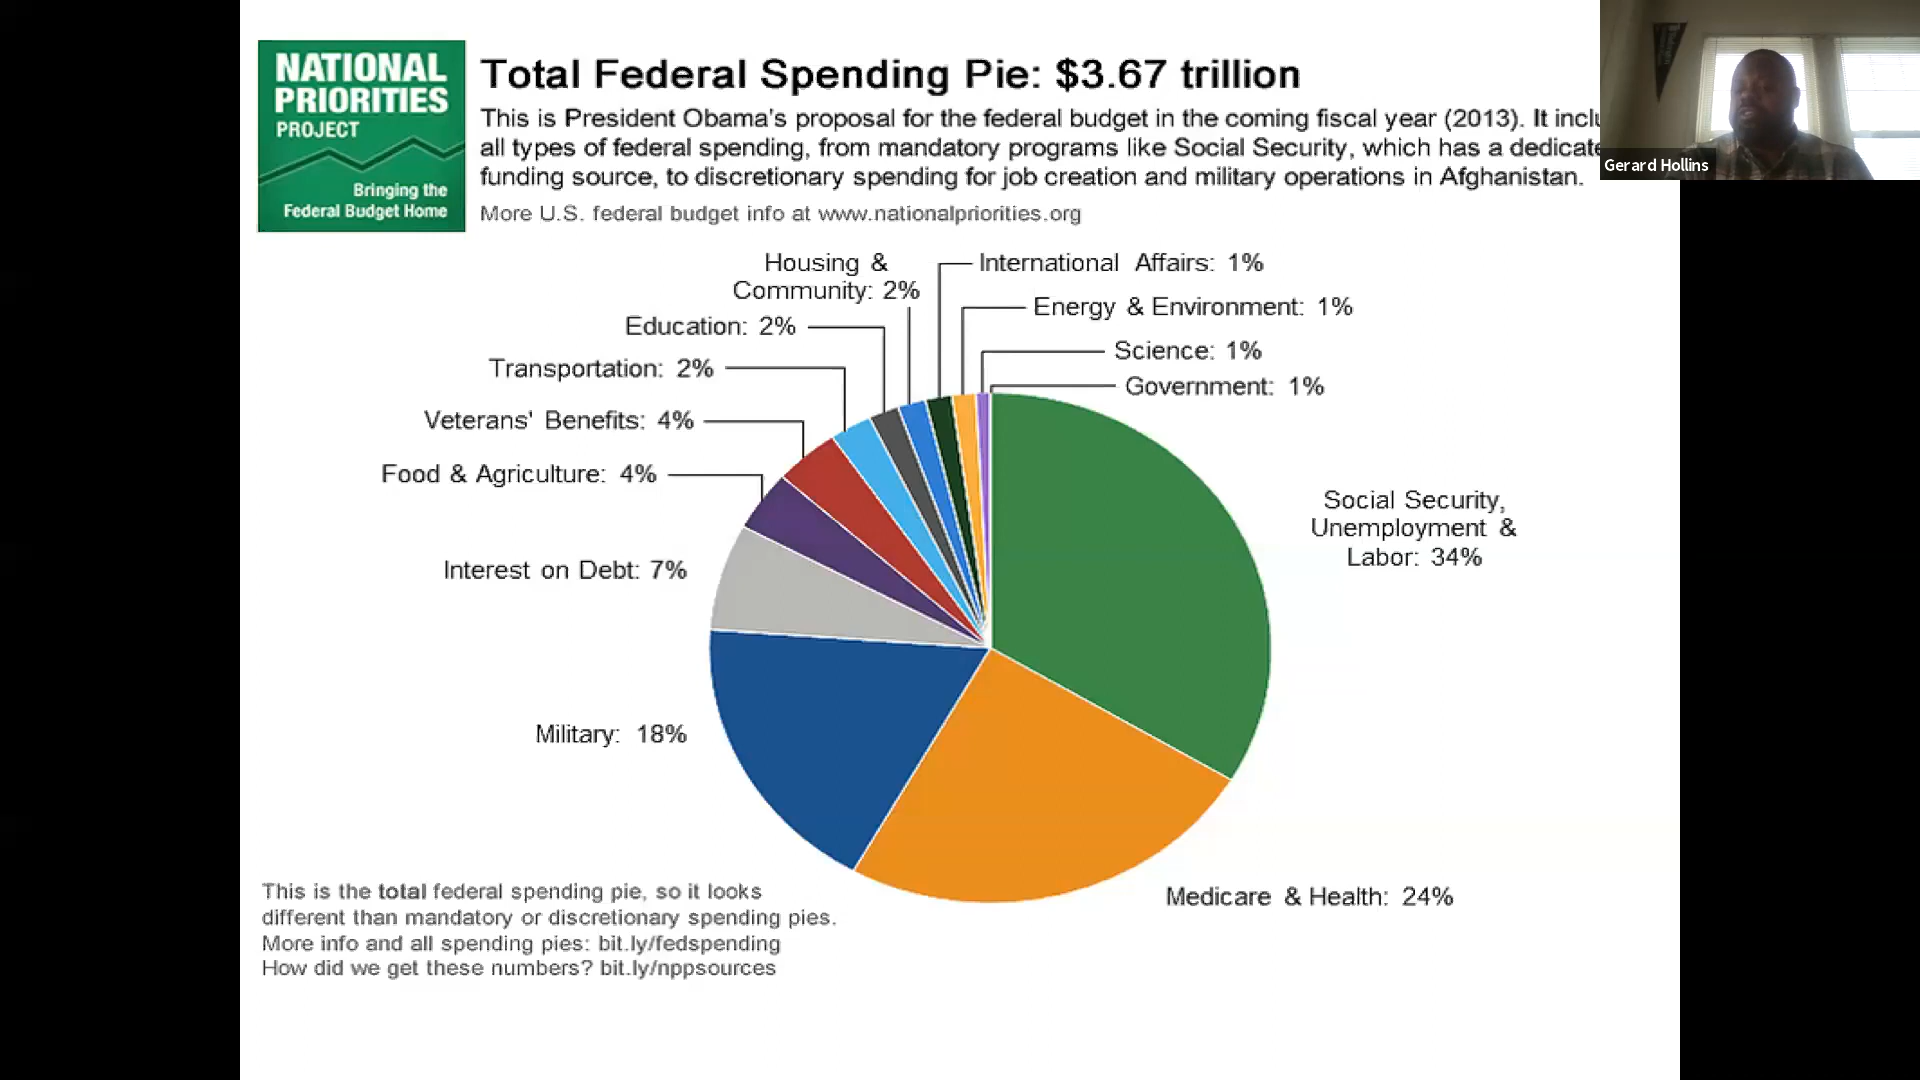 NATIONAL
PRIORITIES
PROJECT
Bringing the
Federal Budget Home
Total Federal Spending Pie: $3.67 trillion
This is President Obama's proposal for the federal budget in the coming fiscal year (2013). It inclu
all types of federal spending, from mandatory programs like Social Security, which has a dedicate
funding source, to discretionary spending for job creation and military operations in Afghanistan.
More U.S. federal budget info at www.nationalpriorities.org
Gerard Hollins
Housing &
Community: 2%
International Affairs: 1%
Energy & Environment: 1%
Education: 2%
Science: 1%
Transportation: 2%
Government: 1%
Veterans' Benefits: 4%
Food & Agriculture: 4%
Social Security,
Unemployment &
Labor: 34%
Interest on Debt: 7%
Military: 18%
Medicare & Health: 24%
This is the total federal spending pie, so it looks
different than mandatory or discretionary spending pies.
More info and all spending pies: bit.ly/fedspending
How did we get these numbers? bit.ly/nppsources